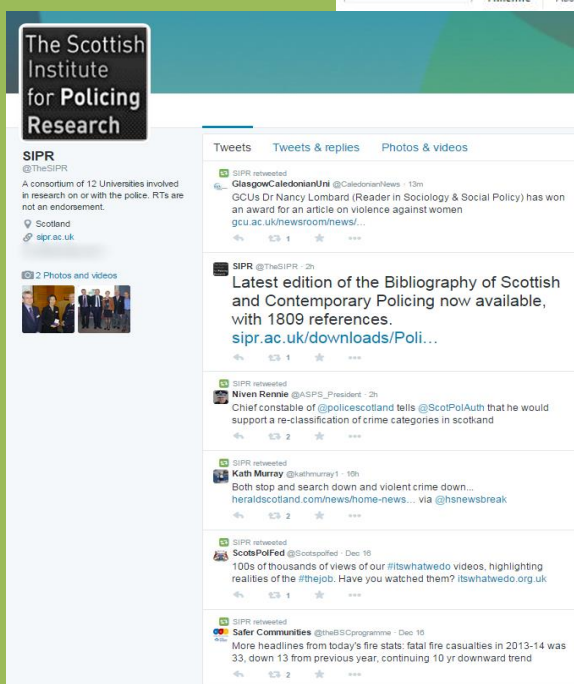 The Scottish
Institute
for Policing
Research
SIPR
@TheSIPR
A consortium of 12 Universities involved
in research on or with the police. RTs are
not an endorsement.
Scotland
sipr.ac.uk
2 Photos and videos
Tweets Tweets & replies Photos & videos
SIPR retweeted
GlasgowCaledonianUni @CaledonianNews · 13m
GCUs Dr Nancy Lombard (Reader in Sociology & Social Policy) has won
an award for an article on violence against women
gcu.ac.uk/newsroom/news/...
1
SIPR @TheSIPR · 2h
Latest edition of the Bibliography of Scottish
and Contemporary Policing now available,
with 1809 references.
sipr.ac.uk/downloads/Poli...
1
SIPR retweeted
Niven Rennie @ASPS_President · 2h
Chief constable of @policescotland tells @ScotPolAuth that he would
support a re-classification of crime categories in scotkand
2
SIPR retweeted
Kath Murray @kathmurray1 · 16h
Both stop and search down and violent crime down...
heraldscotland.com/news/home-news... via @hsnewsbreak
2
SIPR retweeted
ScotsPolFed @Scotspolfed · Dec 16
100s of thousands of views of our #itswhatwedo videos, highlighting
realities of the #thejob. Have you watched them? itswhatwedo.org.uk
1
SIPR retweeted
Safer Communities @theBSCprogramme · Dec 16
More headlines from today's fire stats: fatal fire casualties in 2013-14 was
33, down 13 from previous year, continuing 10 yr downward trend
2